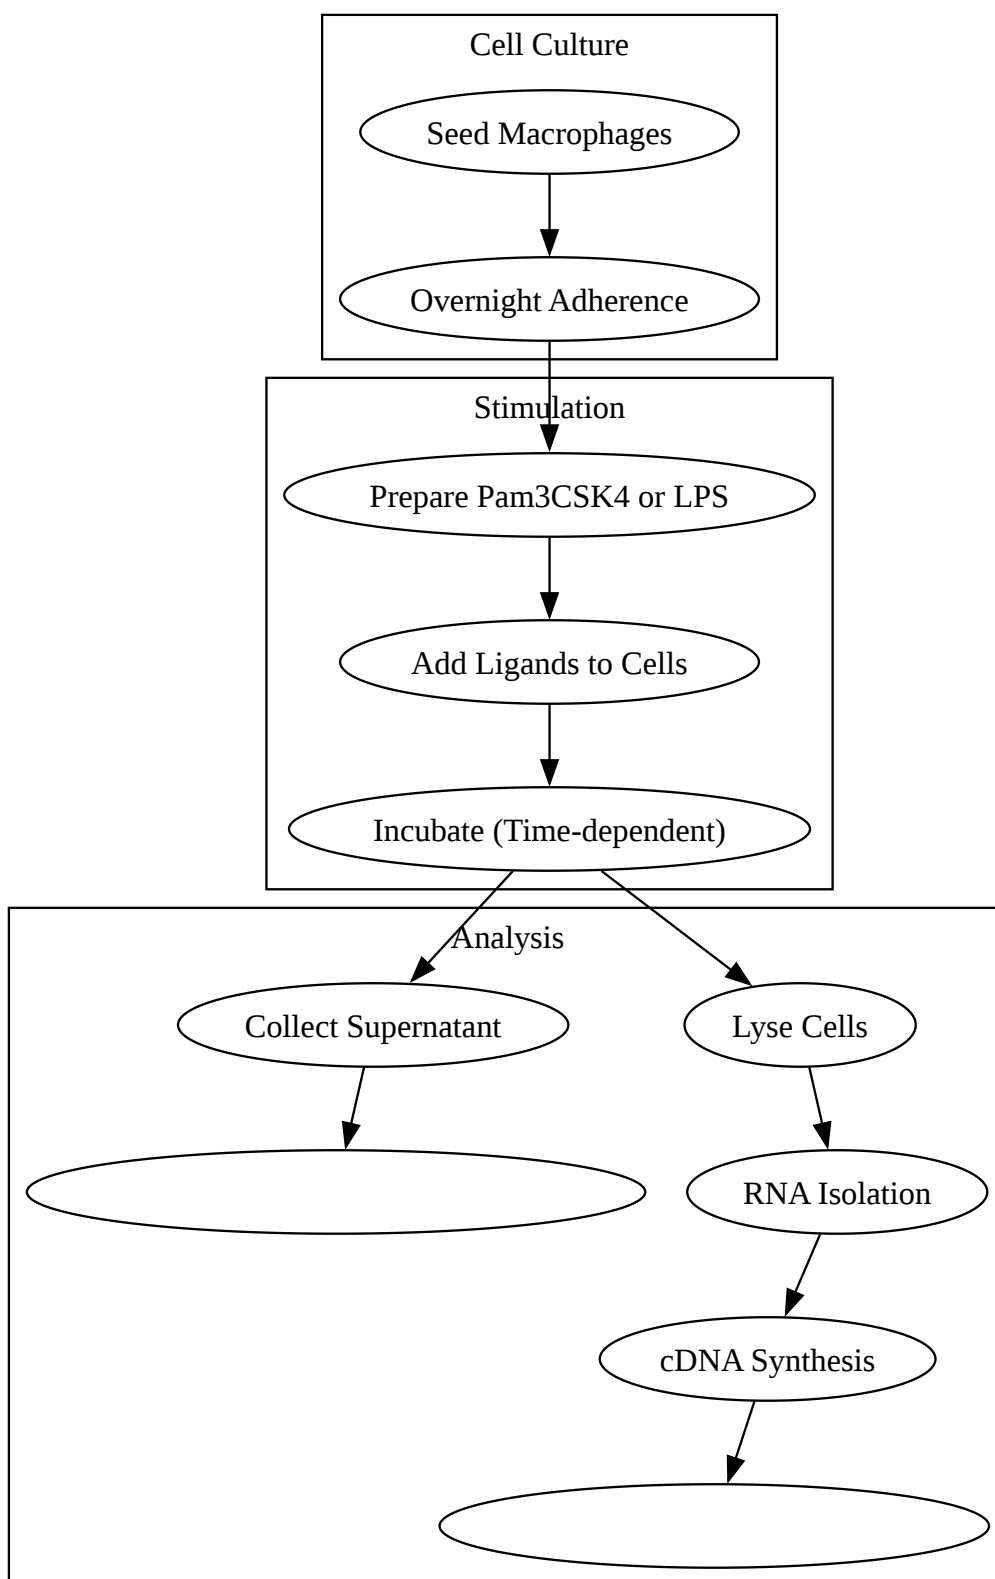 Cell Culture
Seed Macrophages
Overnight Adherence
Stimulation
Prepare Pam3CSK4 or LPS
Add Ligands to Cells
Incubate (Time-dependent)
Analysis
Collect Supernatant
Lyse Cells
RNA Isolation
cDNA Synthesis